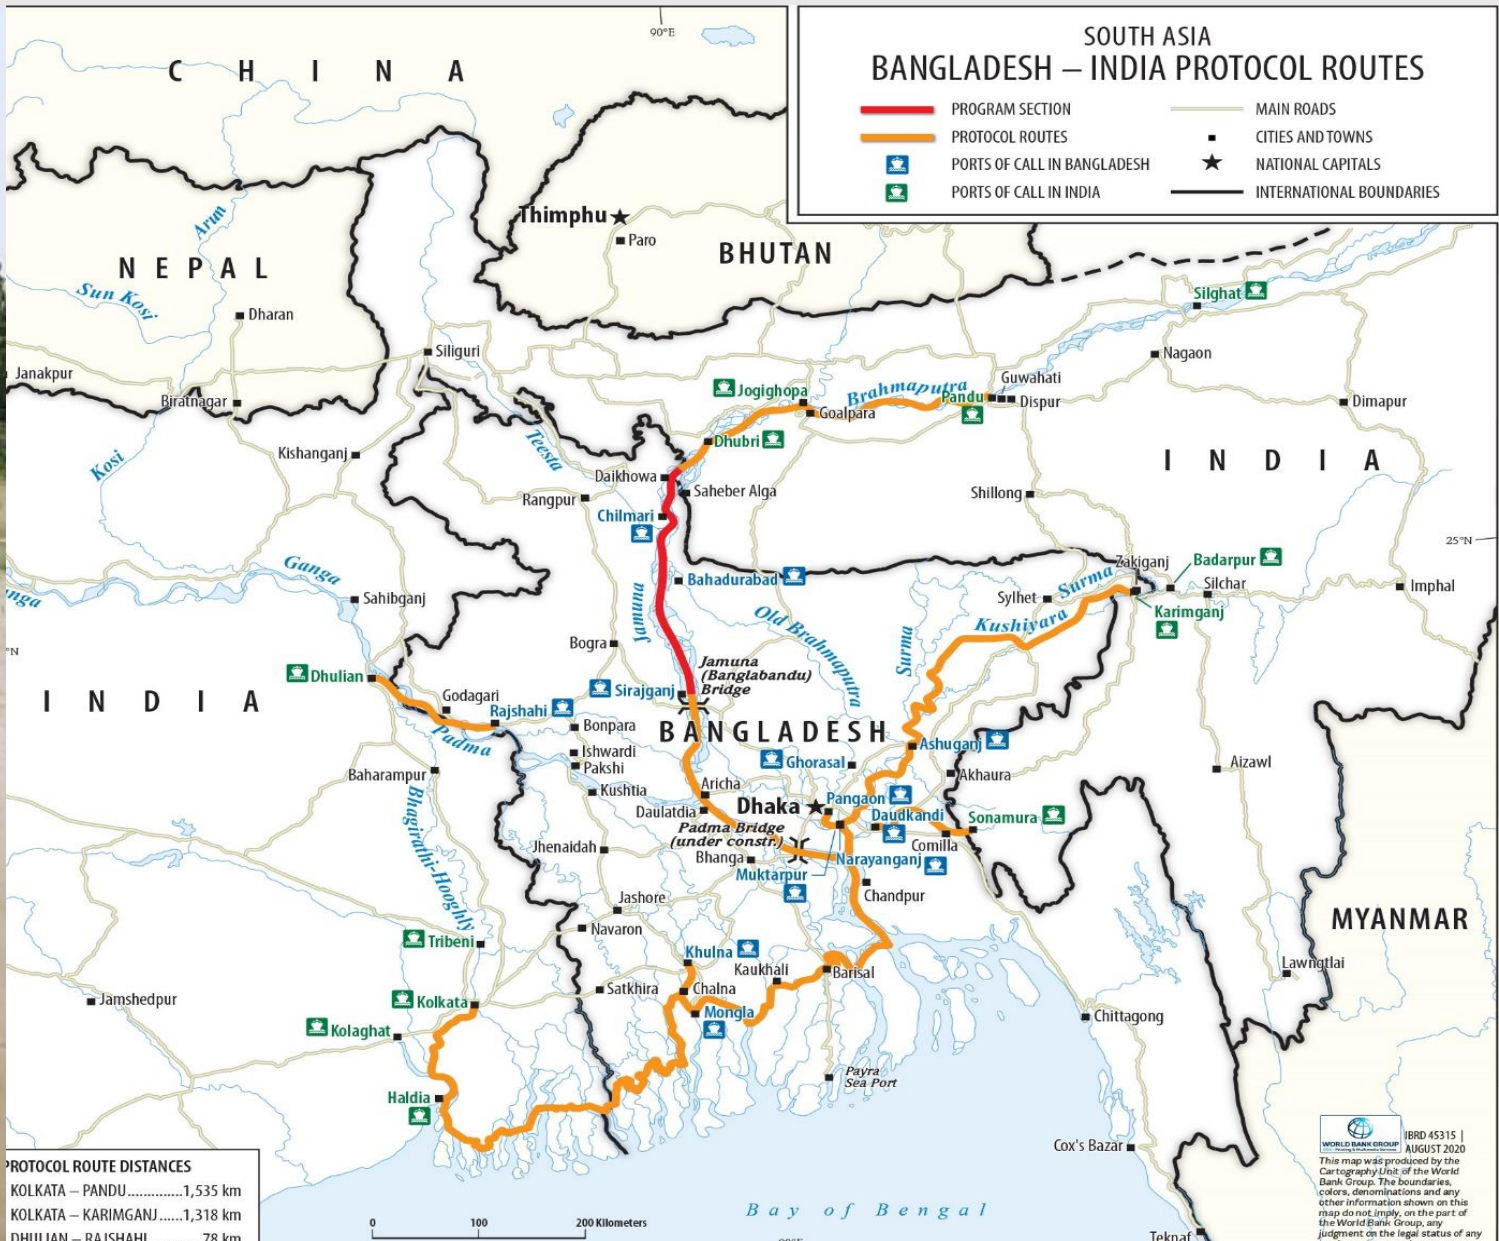 SOUTH ASIA
BANGLADESH – INDIA PROTOCOL ROUTES
PROGRAM SECTION
PROTOCOL ROUTES
PORTS OF CALL IN BANGLADESH
PORTS OF CALL IN INDIA
MAIN ROADS
CITIES AND TOWNS
NATIONAL CAPITALS
INTERNATIONAL BOUNDARIES
90°E
CHINA
Arun
Thimphu
Paro
BHUTAN
NEPAL
Sun Kosi
Dharan
Silghat
Janakpur
Siliguri
Nagaon
Biratnagar
Jogighopa
Brahmaputra
Guwahati
Pandu
Dispur
Dimapur
Goalpara
Dhubri
Teesta
Kosi
Kishanganj
INDIA
Daikhowa
Saheber Alga
Rangpur
Shillong
Chilmari
25°N
Ganga
Zakiganj
Badarpur
Bahadurabad
Surma
Silchar
Imphal
anga
Sahibganj
Jamuna
Old Brahmaputra
Sylhet
Kushiyara
Karimganj
Surma
Bogra
°N
Dhulian
Jamuna
(Banglabandu)
Bridge
Sirajganj
INDIA
Godagari
Rajshahi
Padma
Bonpara
BANGLADESH
Ashuganj
Ishwardi
Pakshi
Ghorasal
Akhaura
Aizawl
Baharampur
Kushtia
Aricha
Bhagirathi-Hooghly
Daulatdia
Dhaka
Pangaon
Daudkandi
Sonamura
Padma Bridge
(under constr.)
Comilla
Jhenaidah
Bhanga
Narayanganj
Muktarpur
Chandpur
Jashore
MYANMAR
Navaron
Tribeni
Khulna
Kaukhali
Barisal
Lawngtlai
Satkhira
Chalna
Jamshedpur
Kolkata
Mongla
Chittagong
Kolaghat
Payra
Sea Port
Haldia
Cox's Bazar
Bay of Bengal
Teknaf
0 100 200 Kilometers
PROTOCOL ROUTE DISTANCES
KOLKATA – PANDU..............1,535 km
KOLKATA – KARIMGANJ......1,318 km
DHULIAN – RAJSHAHI 78 km
WORLD BANK GROUP
IBRD 45315 |
AUGUST 2020
This map was produced by the
Cartography Unit of the World
Bank Group. The boundaries,
colors, denominations and any
other information shown on this
map do not imply, on the part of
the World Bank Group, any
judgment on the legal status of any